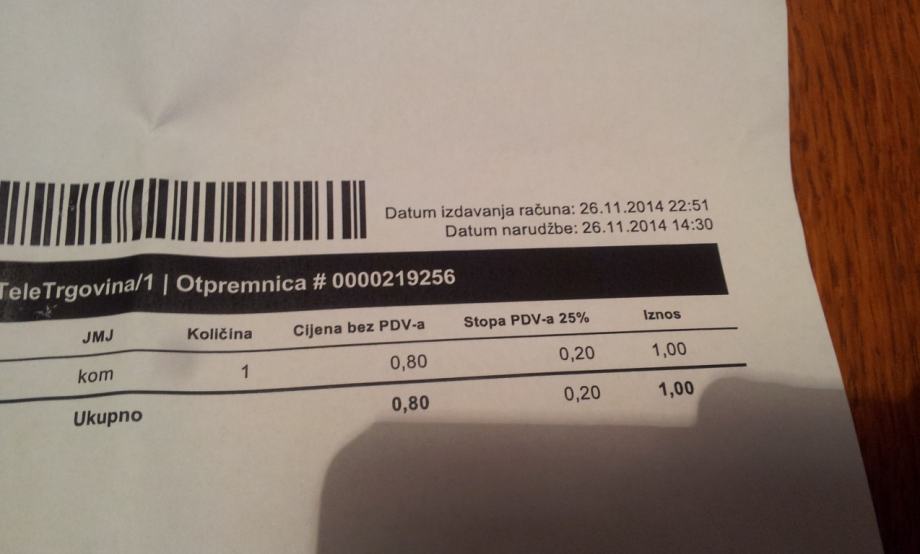 Datum izdavanja računa: 26.11.2014 22:51
Datum narudžbe: 26.11.2014 14:30
TeleTrgovina/1 | Otpremnica # 0000219256
JMJ Količina Cijena bez PDV-a Stopa PDV-a 25% Iznos
kom 1 0,80 0,20 1,00
Ukupno 0,80 0,20 1,00